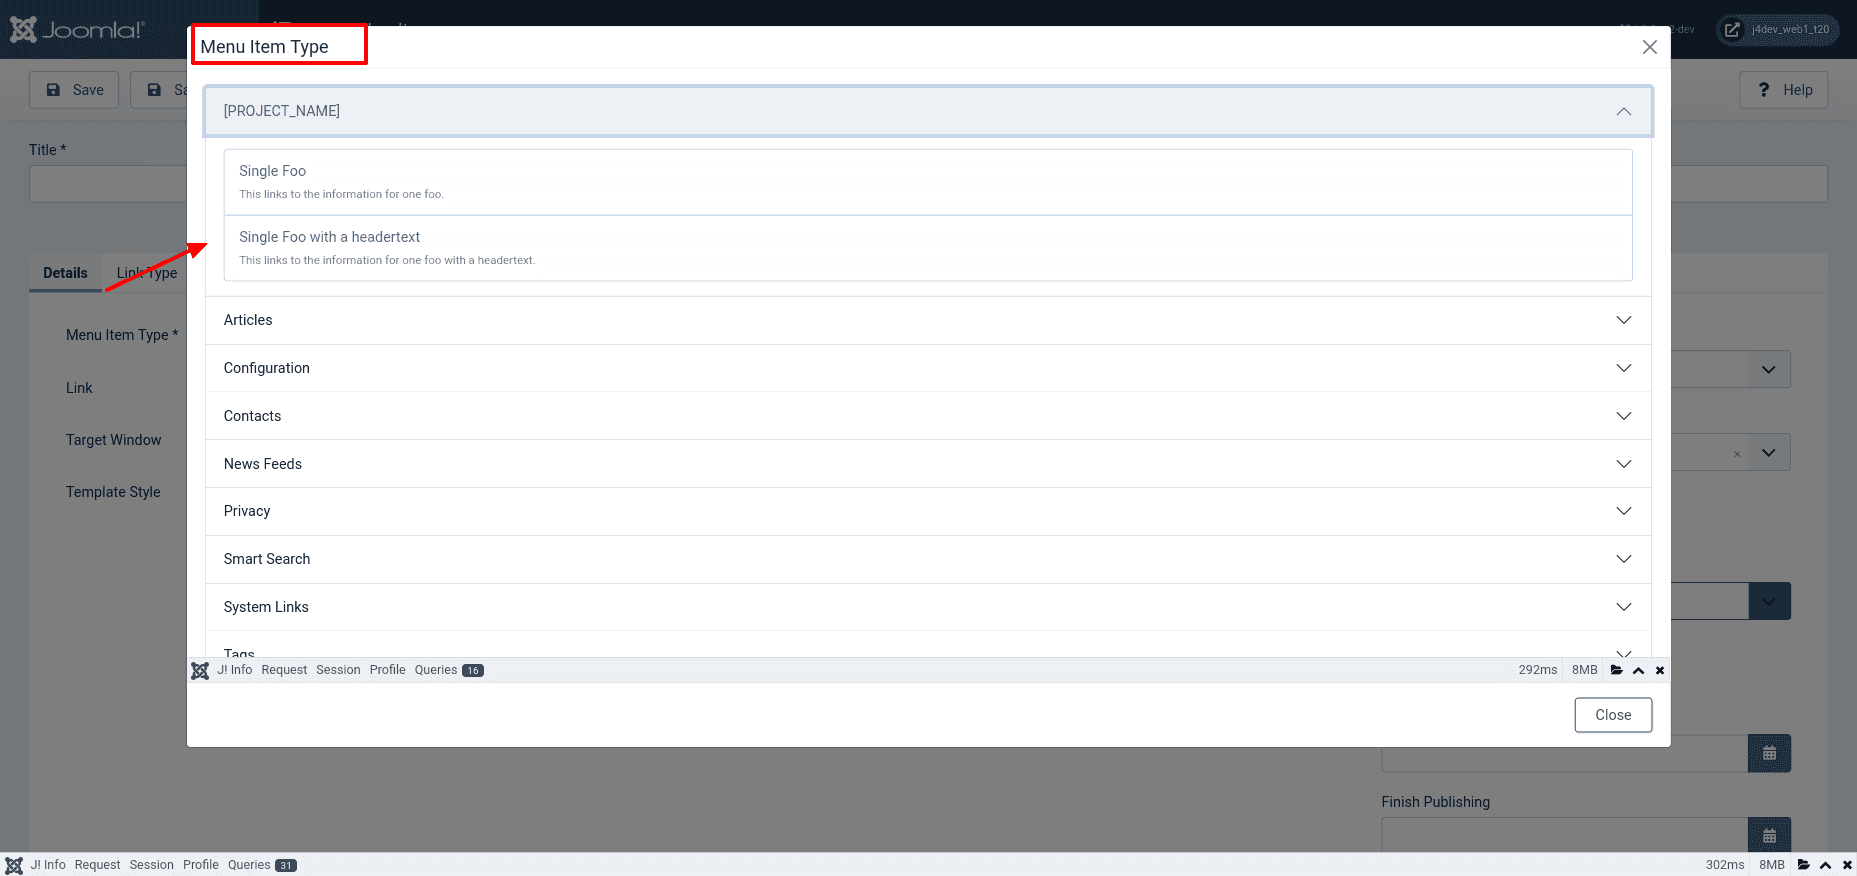 Joomla!
2-dev
j4dev_web1_t20
Menu Item Type
Save
Sa
Help
[PROJECT_NAME]
Title *
Single Foo
This links to the information for one foo.
Single Foo with a headertext
This links to the information for one foo with a headertext.
Details
Link Type
Articles
Menu Item Type *
Configuration
Link
Contacts
Target Window
News Feeds
Template Style
Privacy
Smart Search
System Links
Tags
J! Info Request Session Profile Queries 16
292ms 8MB
Close
Finish Publishing
J! Info Request Session Profile Queries 31
302ms 8MB